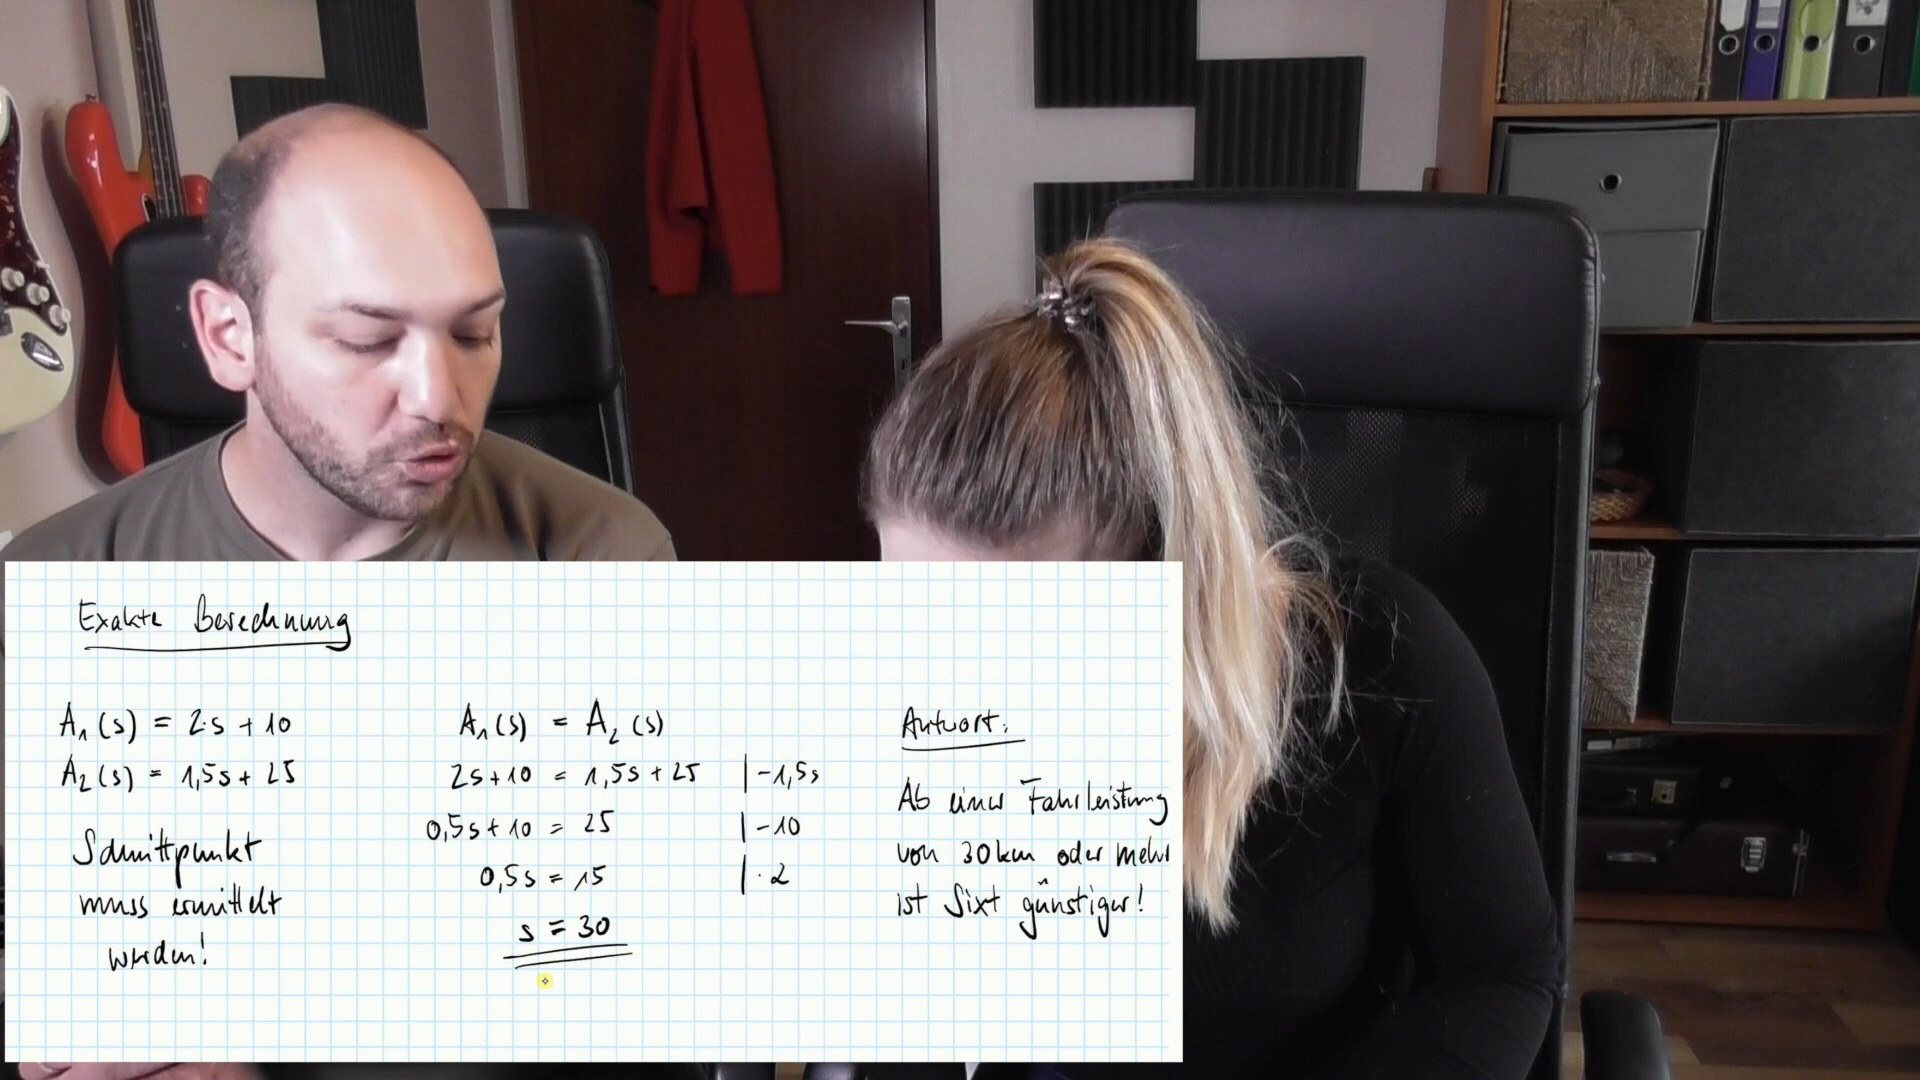 Exakte Berechnung
A₁(s) = 2·s + 10
A₂(s) = 1,5s + 25
Schnittpunkt
muss ermittelt
werden!
A₁(s) = A₂(s)
2s+10 = 1,5s + 25 | -1,5s
0,5s + 10 = 25 | -10
0,5s = 15 | · 2
s = 30
Antwort:
Ab einer Fahrleistung
von 30km oder mehr
ist Sixt günstiger!